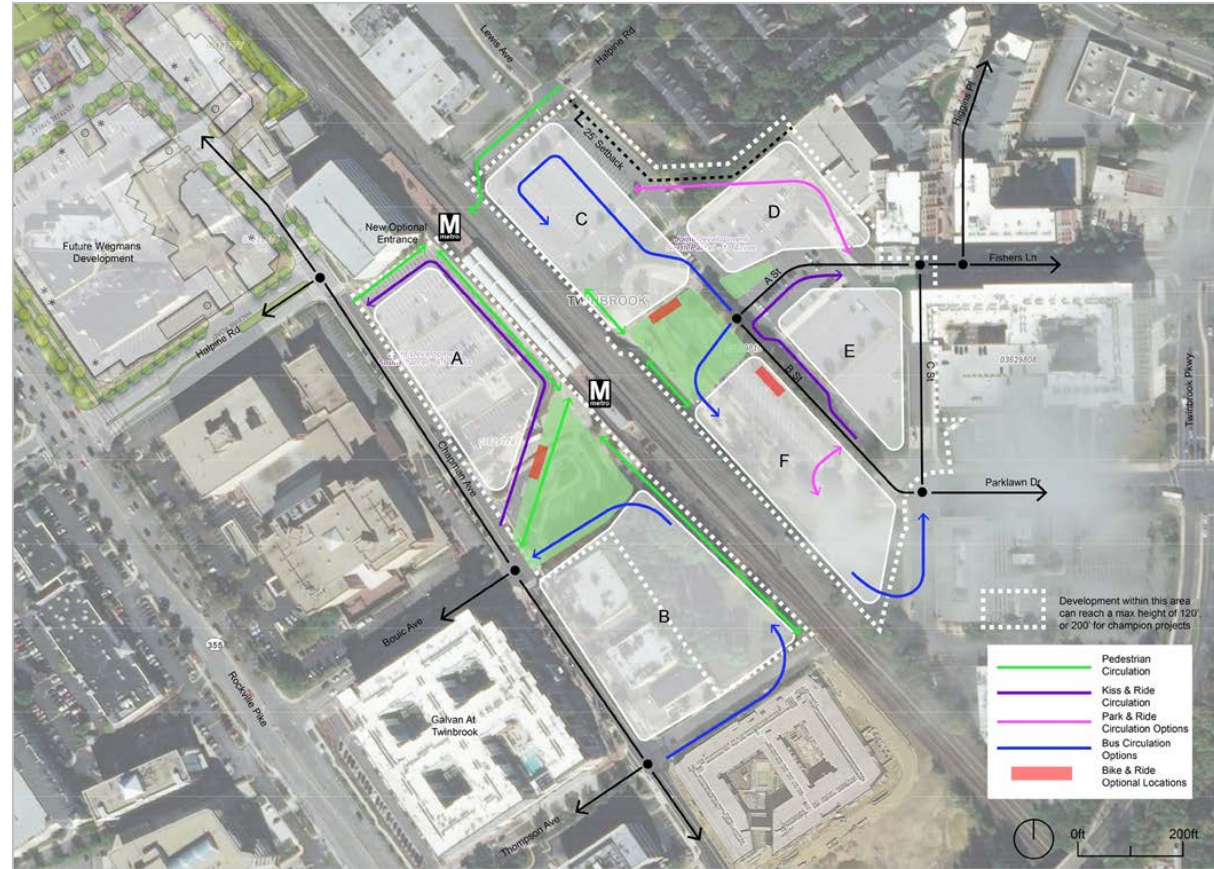 Lewis Ave
Halpine Rd
Higgins Pl
25' Setback
C
D
New Optional
Entrance
M
metro
Future Wegmans
Development
TWINBROOK
A St
Fishers Ln
Halpine Rd
A
M
metro
E
C St
03629808
B St
Twinbrook Pkwy
Chapman Ave
F
Parklawn Dr
B
Bouic Ave
355
Rockville Pike
Galvan At
Twinbrook
Thompson Ave
Development within this area
can reach a max height of 120'
or 200' for champion projects
Pedestrian
Circulation
Kiss & Ride
Circulation
Park & Ride
Circulation Options
Bus Circulation
Options
Bike & Ride
Optional Locations
0ft
200ft